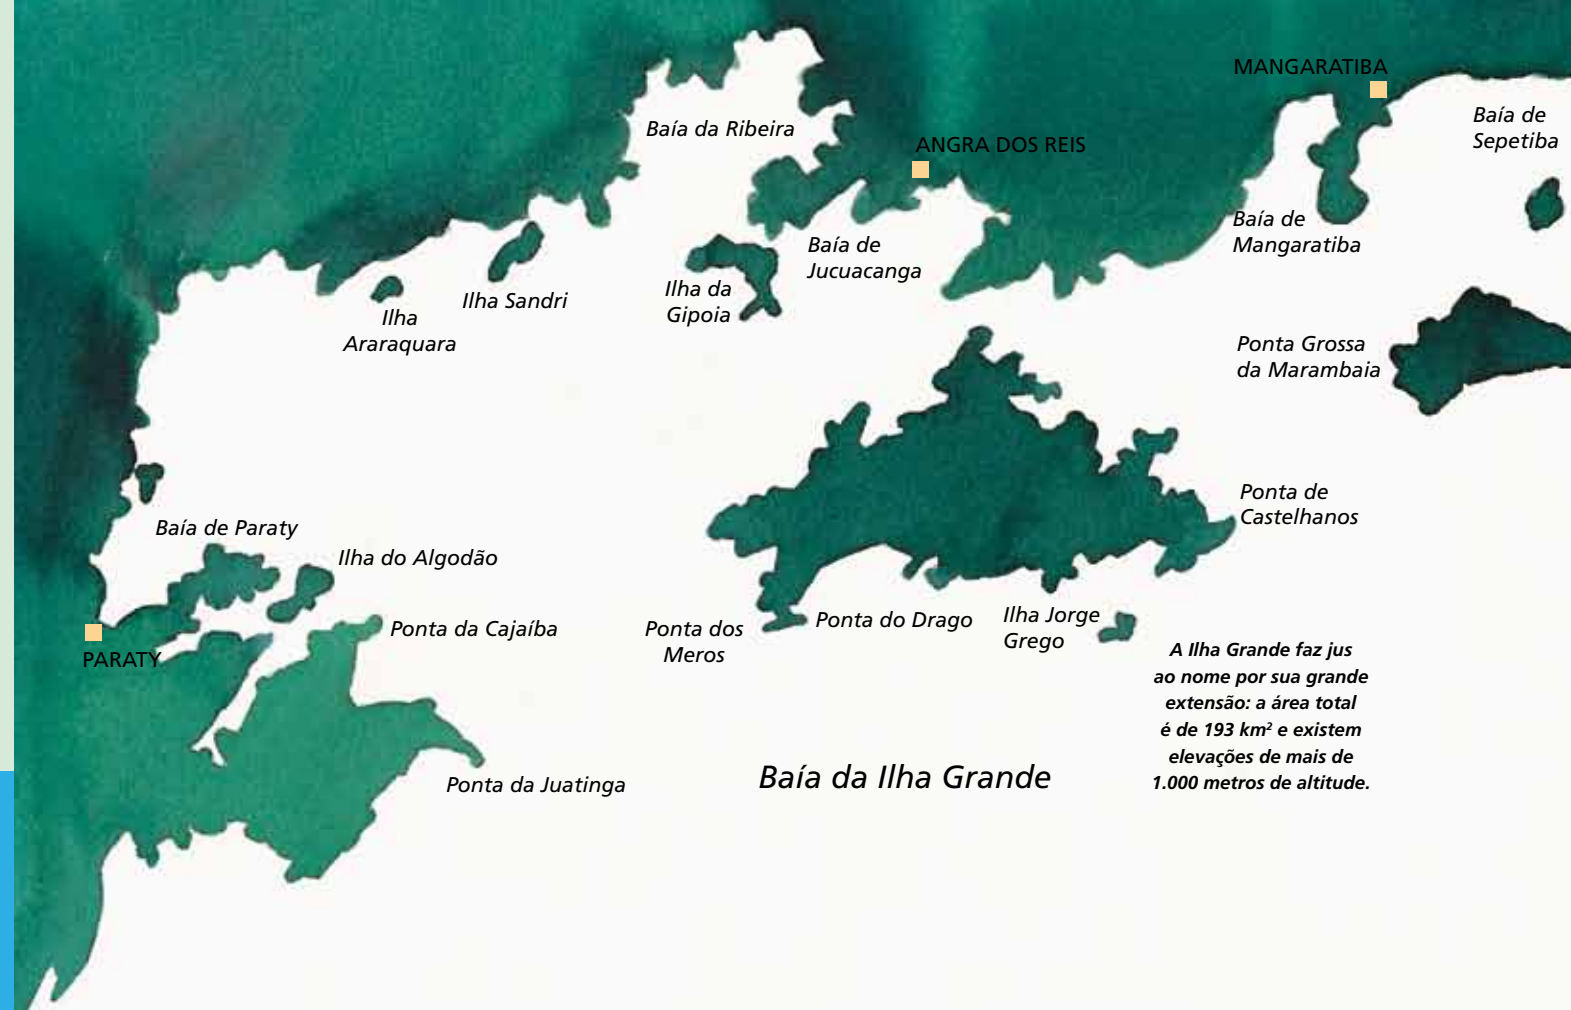 MANGARATIBA
Baía de
Sepetiba
Baía da Ribeira
ANGRA DOS REIS
Baía de
Mangaratiba
Baía de
Jucuacanga
Ilha da
Gipoia
Ilha Sandri
Ilha
Araraquara
Ponta Grossa
da Marambaia
Ponta de
Castelhanos
Baía de Paraty
Ilha do Algodão
Ponta da Cajaíba
Ponta dos
Meros
Ponta do Drago
Ilha Jorge
Grego
PARATY
A Ilha Grande faz jus
ao nome por sua grande
extensão: a área total
é de 193 km² e existem
elevações de mais de
1.000 metros de altitude.
Baía da Ilha Grande
Ponta da Juatinga